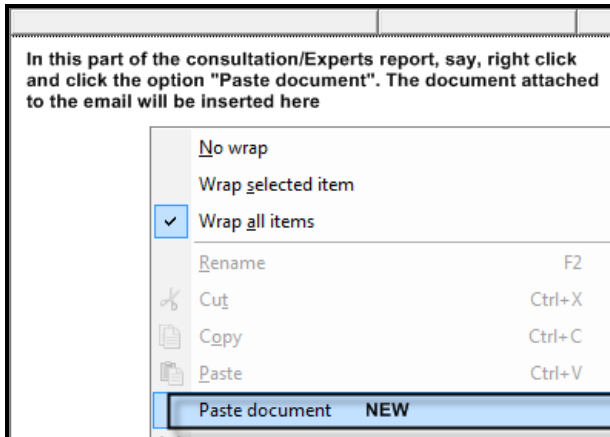 In this part of the consultation/Experts report, say, right click
and click the option "Paste document". The document attached
to the email will be inserted here
No wrap
Wrap selected item
Wrap all items
Rename F2
Cut Ctrl+X
Copy Ctrl+C
Paste Ctrl+V
Paste document NEW